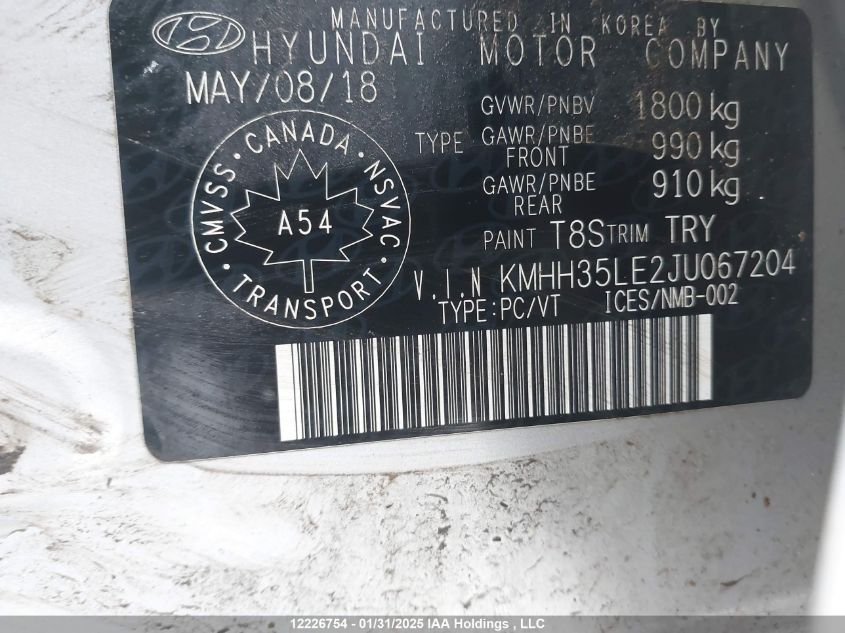 MANUFACTURED IN KOREA BY
HYUNDAI MOTOR COMPANY
MAY/08/18
GVWR/PNBV 1800 kg
TYPE GAWR/PNBE FRONT 990 kg
GAWR/PNBE REAR 910 kg
PAINT T8S TRIM TRY
CANADA
CMVSS · NSVAC
A54
TRANSPORT
V.I.N KMHH35LE2JU067204
TYPE:PC/VT ICES/NMB-002
12226754 - 01/31/2025 IAA Holdings , LLC